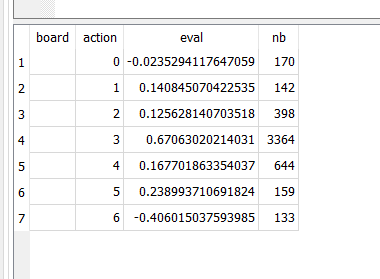 board action eval nb
1 0 -0.0235294117647059 170
2 1 0.140845070422535 142
3 2 0.125628140703518 398
4 3 0.67063020214031 3364
5 4 0.167701863354037 644
6 5 0.238993710691824 159
7 6 -0.406015037593985 133